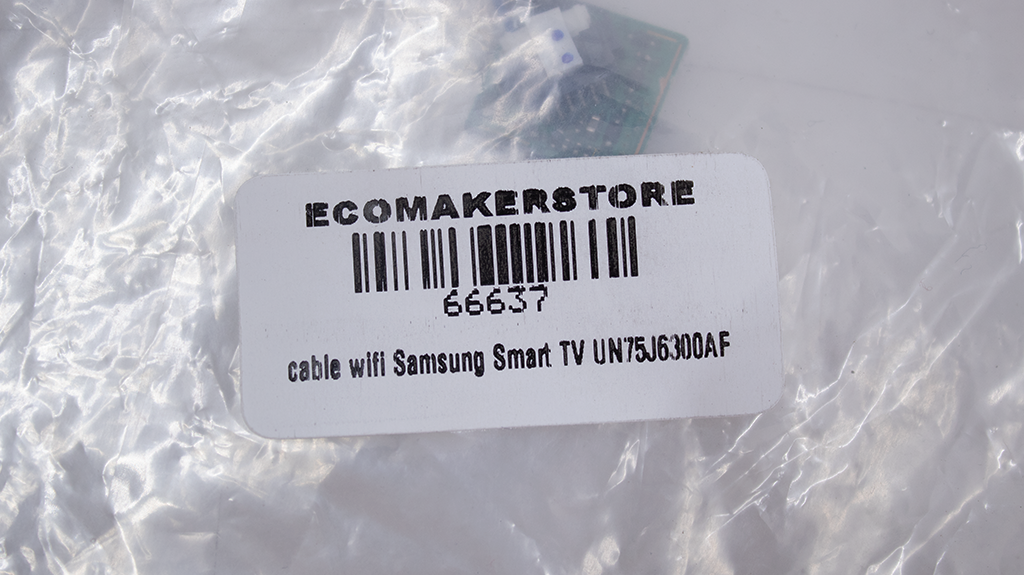 ECOMAKERSTORE
66637
cable wifi Samsung Smart TV UN75J6300AF